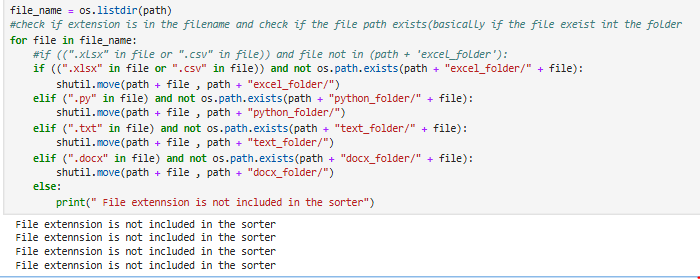 file_name = os.listdir(path)
#check if extension is in the filename and check if the file path exists(basically if the file exeist int the folder
for file in file_name:
#if ((".xlsx" in file or ".csv" in file)) and file not in (path + 'excel_folder'):
if ((".xlsx" in file or ".csv" in file)) and not os.path.exists(path + "excel_folder/" + file):
shutil.move(path + file , path + "excel_folder/")
elif (".py" in file) and not os.path.exists(path + "python_folder/" + file):
shutil.move(path + file , path + "python_folder/")
elif (".txt" in file) and not os.path.exists(path + "text_folder/" + file):
shutil.move(path + file , path + "text_folder/")
elif (".docx" in file) and not os.path.exists(path + "docx_folder/" + file):
shutil.move(path + file , path + "docx_folder/")
else:
print(" File extennsion is not included in the sorter")
File extennsion is not included in the sorter
File extennsion is not included in the sorter
File extennsion is not included in the sorter
File extennsion is not included in the sorter